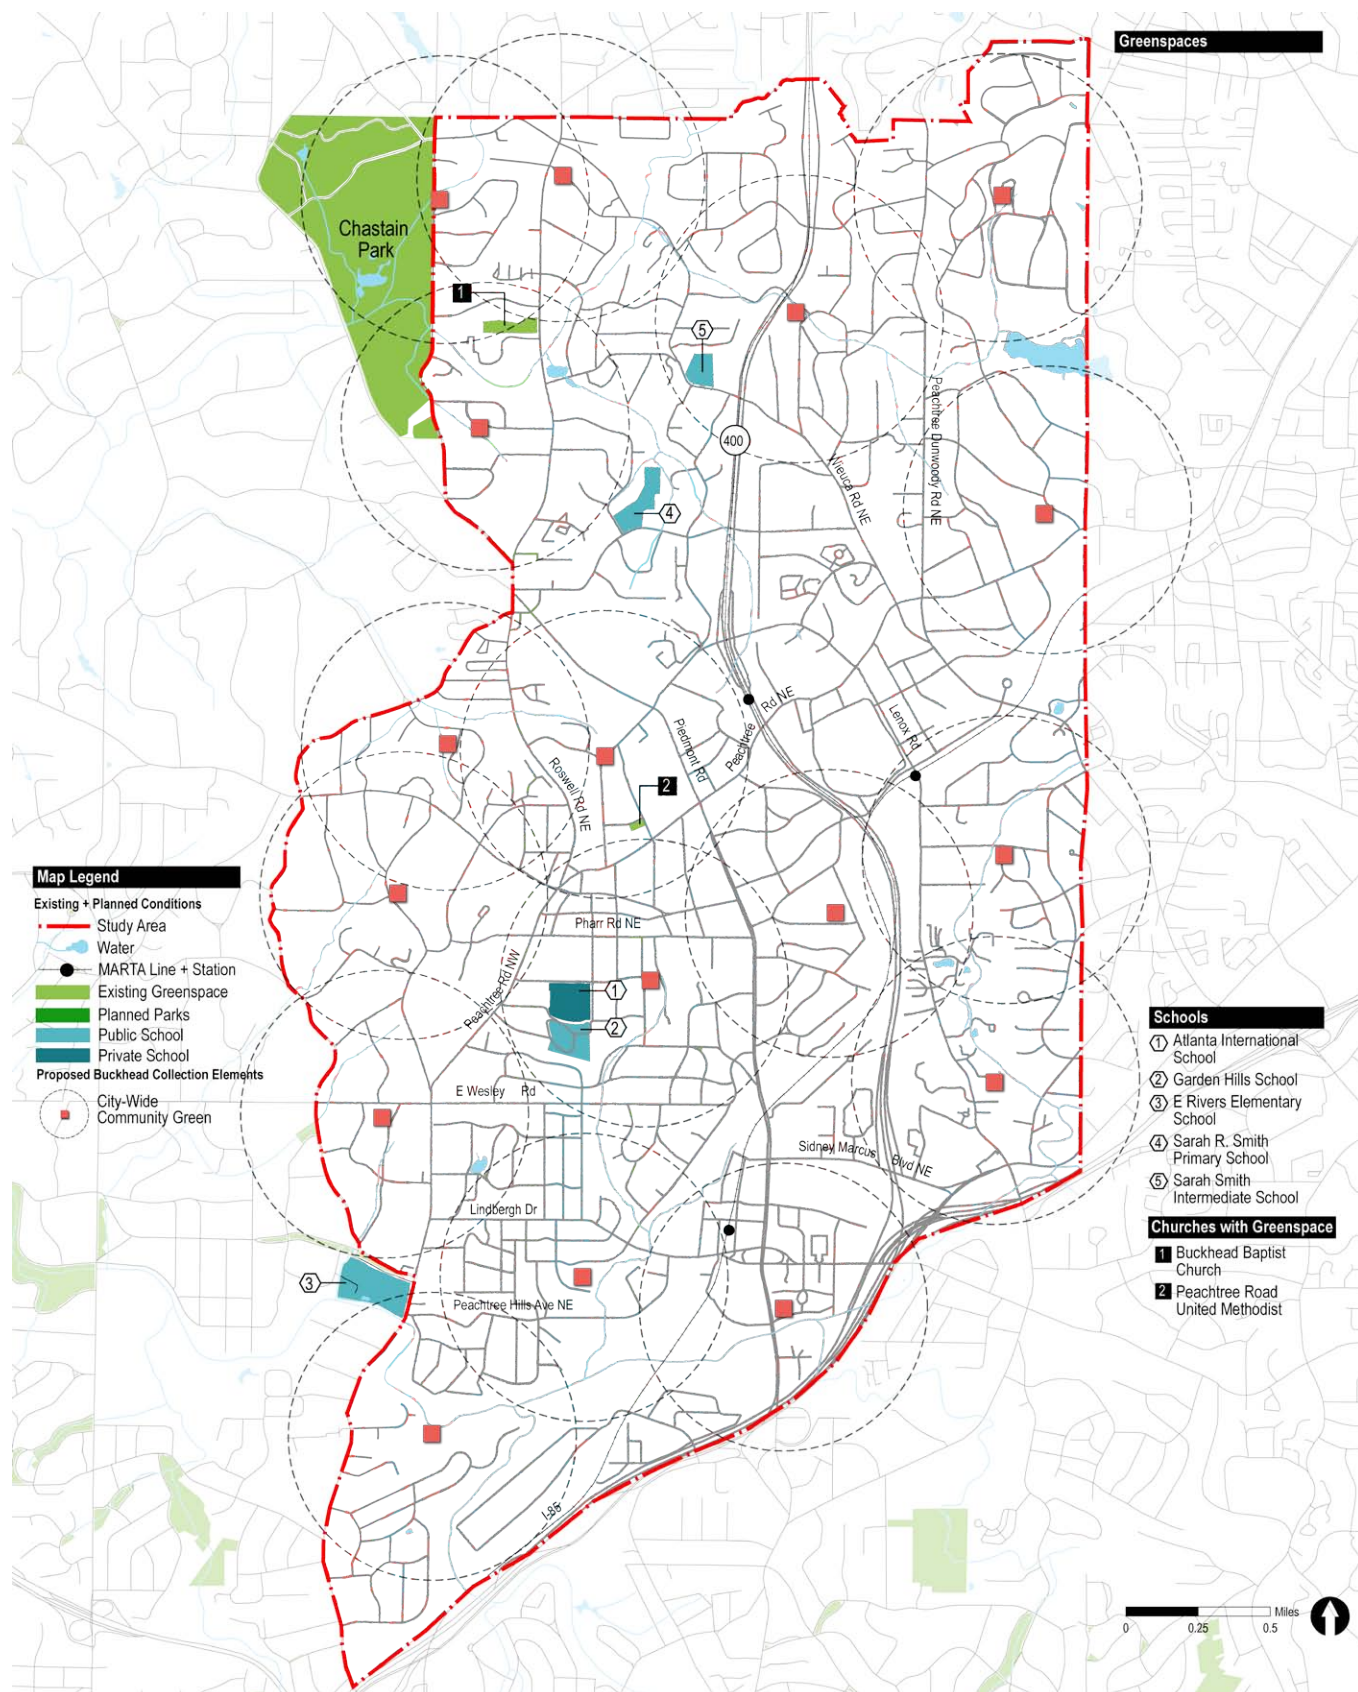 Greenspaces
Chastain
Park
1
5
400
Peachtree Dunwoody Rd NE
Wieuca Rd NE
4
Peachtree Rd NE
Piedmont Rd
Lenox Rd
Roswell Rd NE
2
Pharr Rd NE
Peachtree Rd NW
1
2
E Wesley Rd
Sidney Marcus Blvd NE
Lindbergh Dr
3
Peachtree Hills Ave NE
I-85
Map Legend
Existing + Planned Conditions
Study Area
Water
MARTA Line + Station
Existing Greenspace
Planned Parks
Public School
Private School
Proposed Buckhead Collection Elements
City-Wide
Community Green
Schools
1 Atlanta International
School
2 Garden Hills School
3 E Rivers Elementary
School
4 Sarah R. Smith
Primary School
5 Sarah Smith
Intermediate School
Churches with Greenspace
1 Buckhead Baptist
Church
2 Peachtree Road
United Methodist
Miles
0 0.25 0.5